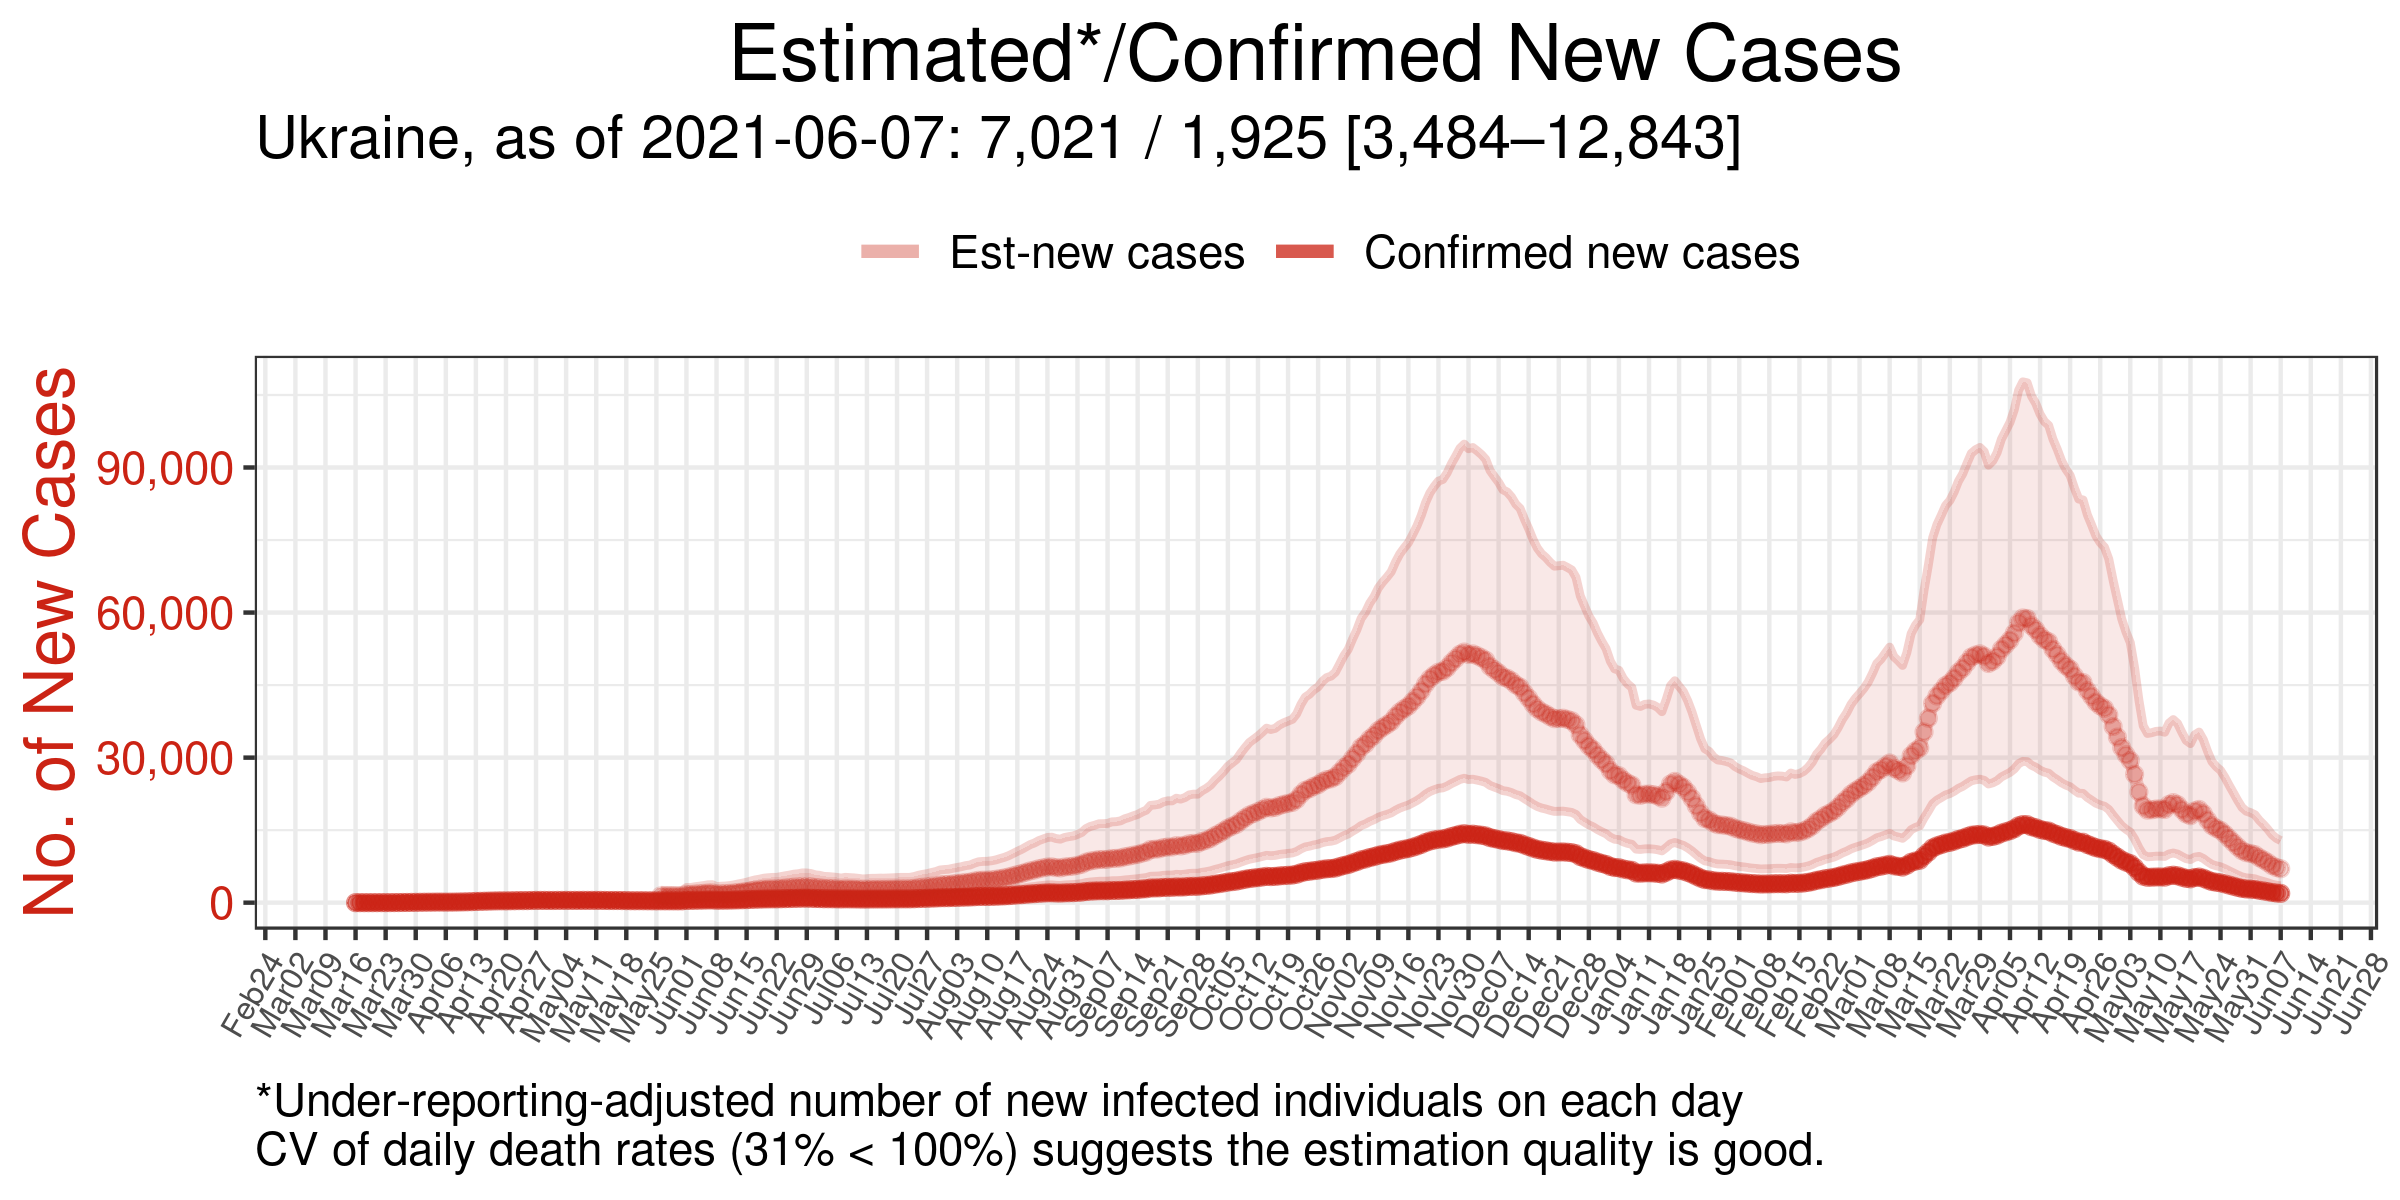 Estimated*/Confirmed New Cases
Ukraine, as of 2021-06-07: 7,021 / 1,925 [3,484–12,843]
Est-new cases
Confirmed new cases
No. of New Cases
90,000
60,000
30,000
0
Feb24
Mar02
Mar09
Mar16
Mar23
Mar30
Apr06
Apr13
Apr20
Apr27
May04
May11
May18
May25
Jun01
Jun08
Jun15
Jun22
Jun29
Jul06
Jul13
Jul20
Jul27
Aug03
Aug10
Aug17
Aug24
Aug31
Sep07
Sep14
Sep21
Sep28
Oct05
Oct12
Oct19
Oct26
Nov02
Nov09
Nov16
Nov23
Nov30
Dec07
Dec14
Dec21
Dec28
Jan04
Jan11
Jan18
Jan25
Feb01
Feb08
Feb15
Feb22
Mar01
Mar08
Mar15
Mar22
Mar29
Apr05
Apr12
Apr19
Apr26
May03
May10
May17
May24
May31
Jun07
Jun14
Jun21
Jun28
*Under-reporting-adjusted number of new infected individuals on each day
CV of daily death rates (31% < 100%) suggests the estimation quality is good.